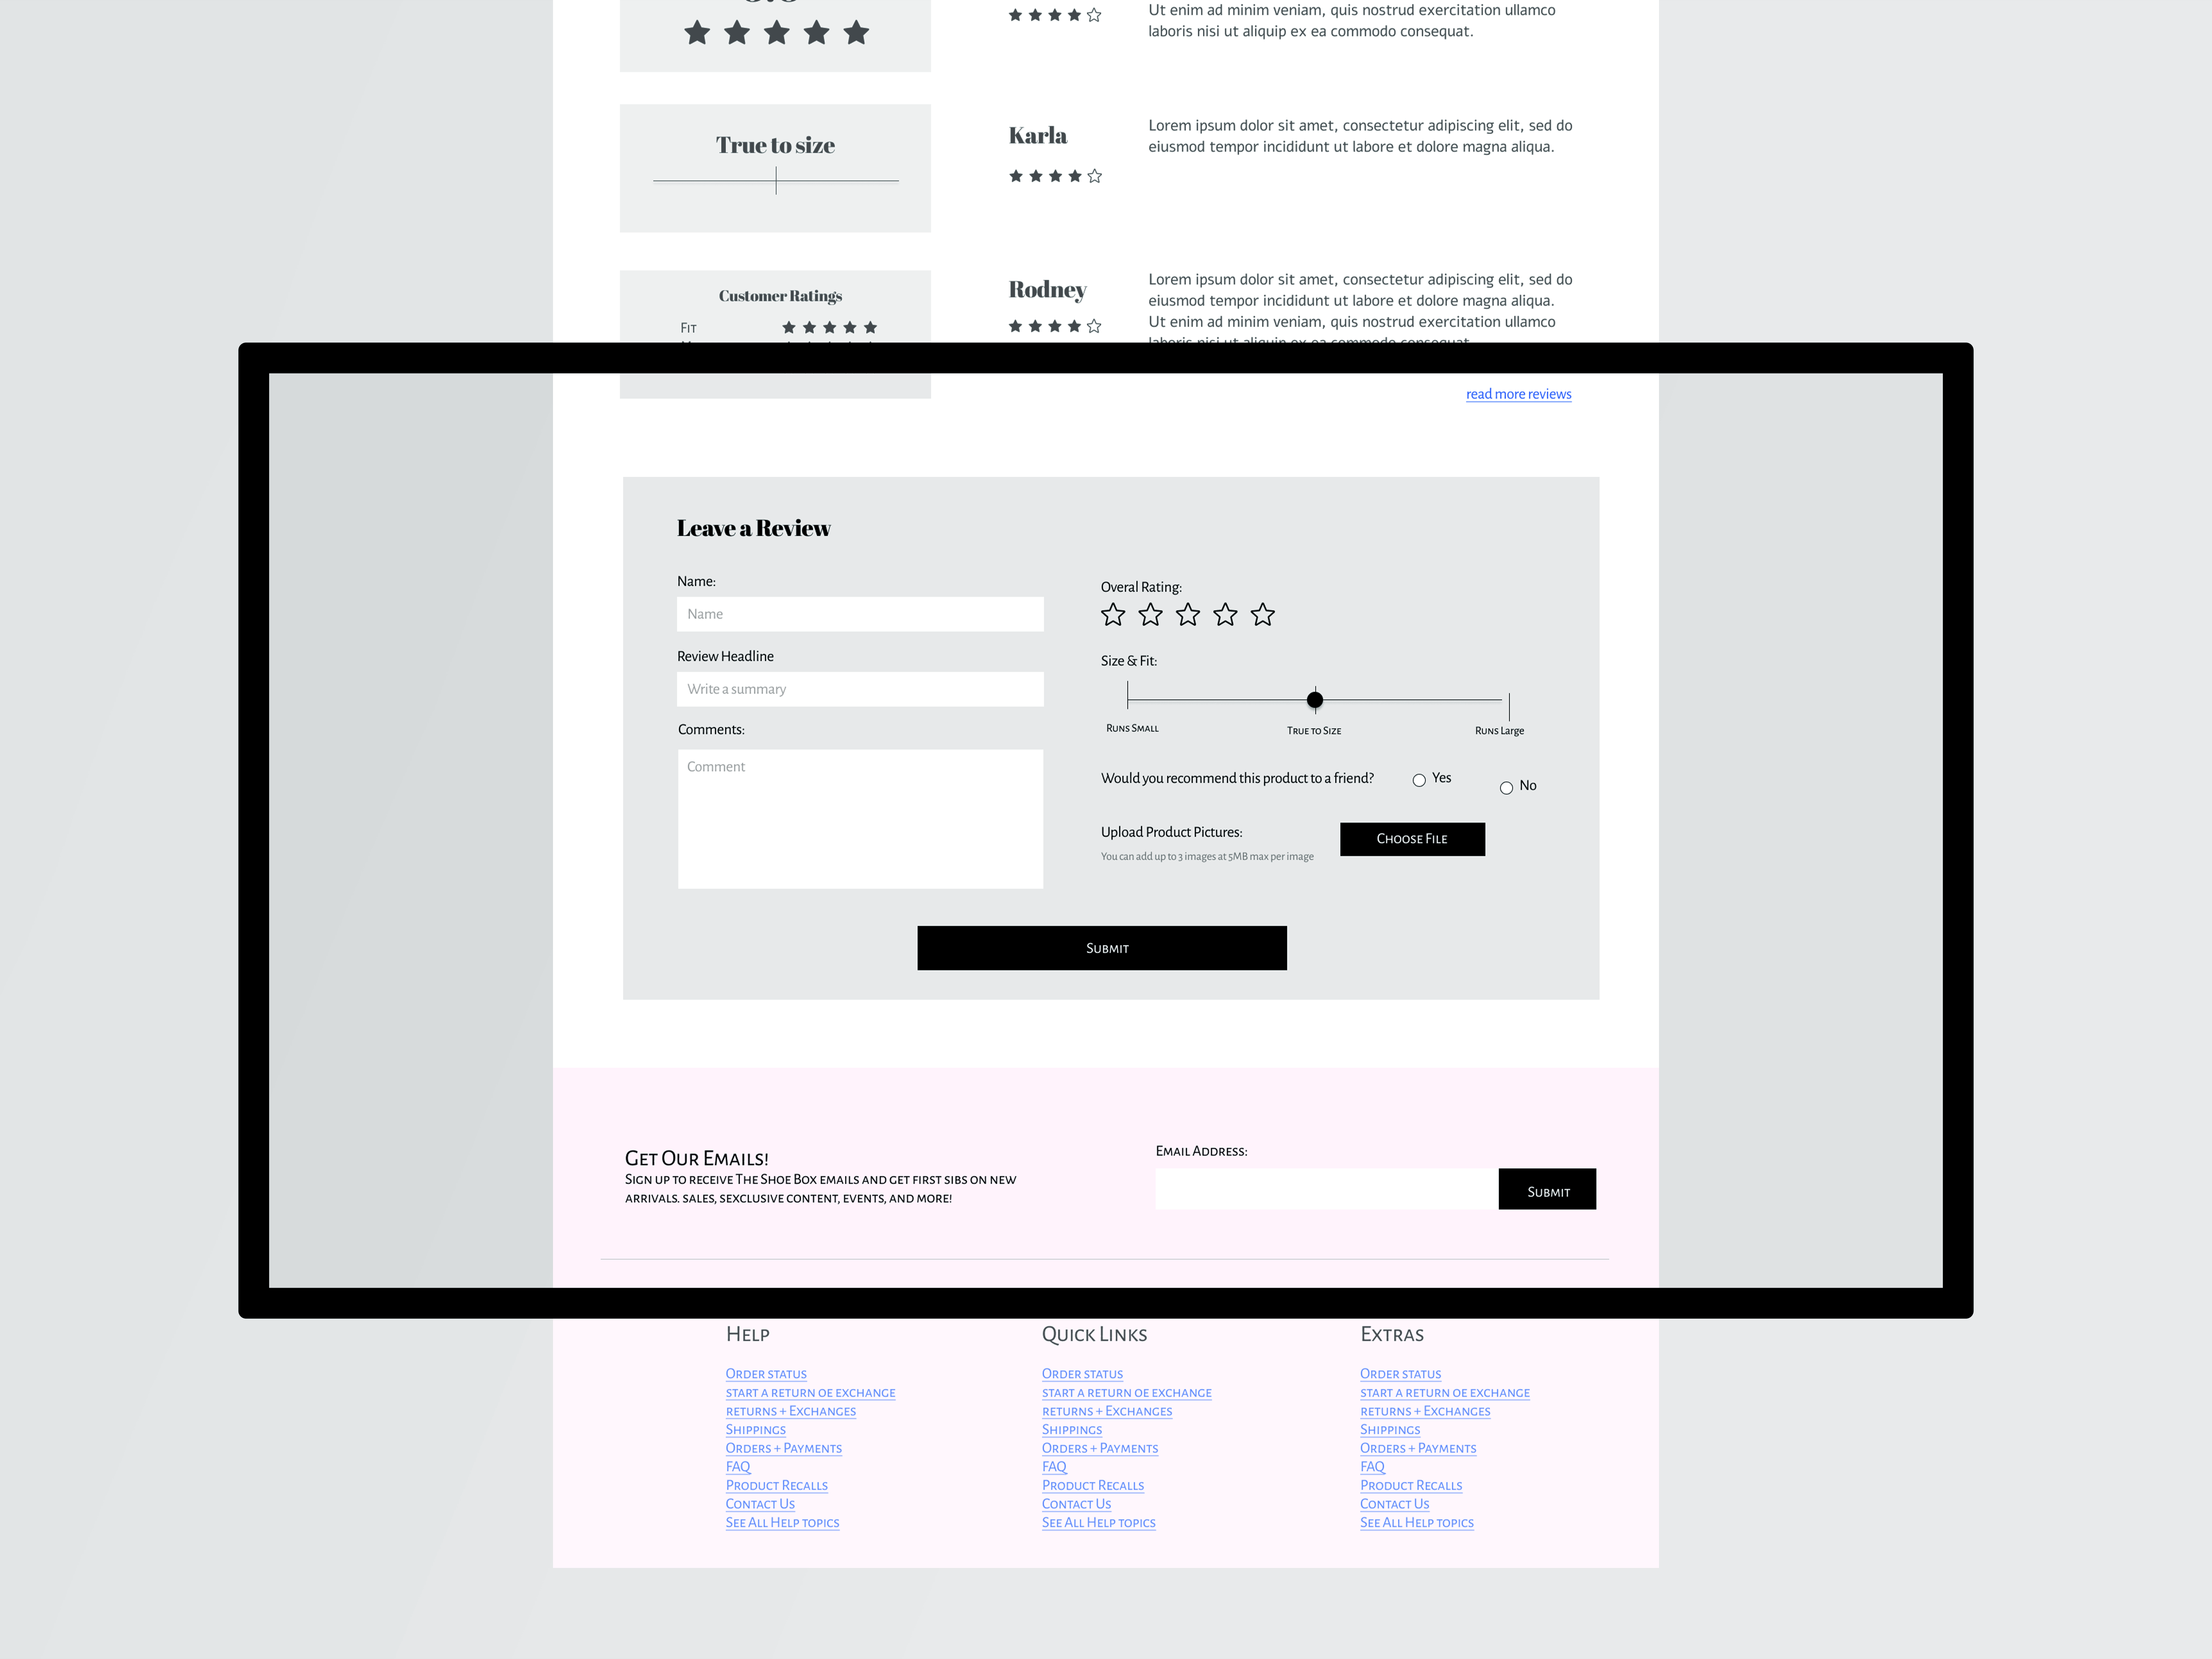 Ut enim ad minim veniam, quis nostrud exercitation ullamco
laboris nisi ut aliquip ex ea commodo consequat.
True to size
Karla
Lorem ipsum dolor sit amet, consectetur adipiscing elit, sed do
eiusmod tempor incididunt ut labore et dolore magna aliqua.
Customer Ratings
Fit
Rodney
Lorem ipsum dolor sit amet, consectetur adipiscing elit, sed do
eiusmod tempor incididunt ut labore et dolore magna aliqua.
Ut enim ad minim veniam, quis nostrud exercitation ullamco
laboris nisi ut aliquip ex ea commodo consequat.
read more reviews
Leave a Review
Name:
Name
Review Headline
Write a summary
Comments:
Comment
Overal Rating:
Size & Fit:
Runs Small
True to Size
Runs Large
Would you recommend this product to a friend?
Yes
No
Upload Product Pictures:
You can add up to 3 images at 5MB max per image
Choose File
Submit
Get Our Emails!
Sign up to receive The Shoe Box emails and get first sibs on new
arrivals. sales, sexclusive content, events, and more!
Email Address:
Submit
Help
Order status
start a return oe exchange
returns + Exchanges
Shippings
Orders + Payments
FAQ
Product Recalls
Contact Us
See All Help topics
Quick Links
Order status
start a return oe exchange
returns + Exchanges
Shippings
Orders + Payments
FAQ
Product Recalls
Contact Us
See All Help topics
Extras
Order status
start a return oe exchange
returns + Exchanges
Shippings
Orders + Payments
FAQ
Product Recalls
Contact Us
See All Help topics